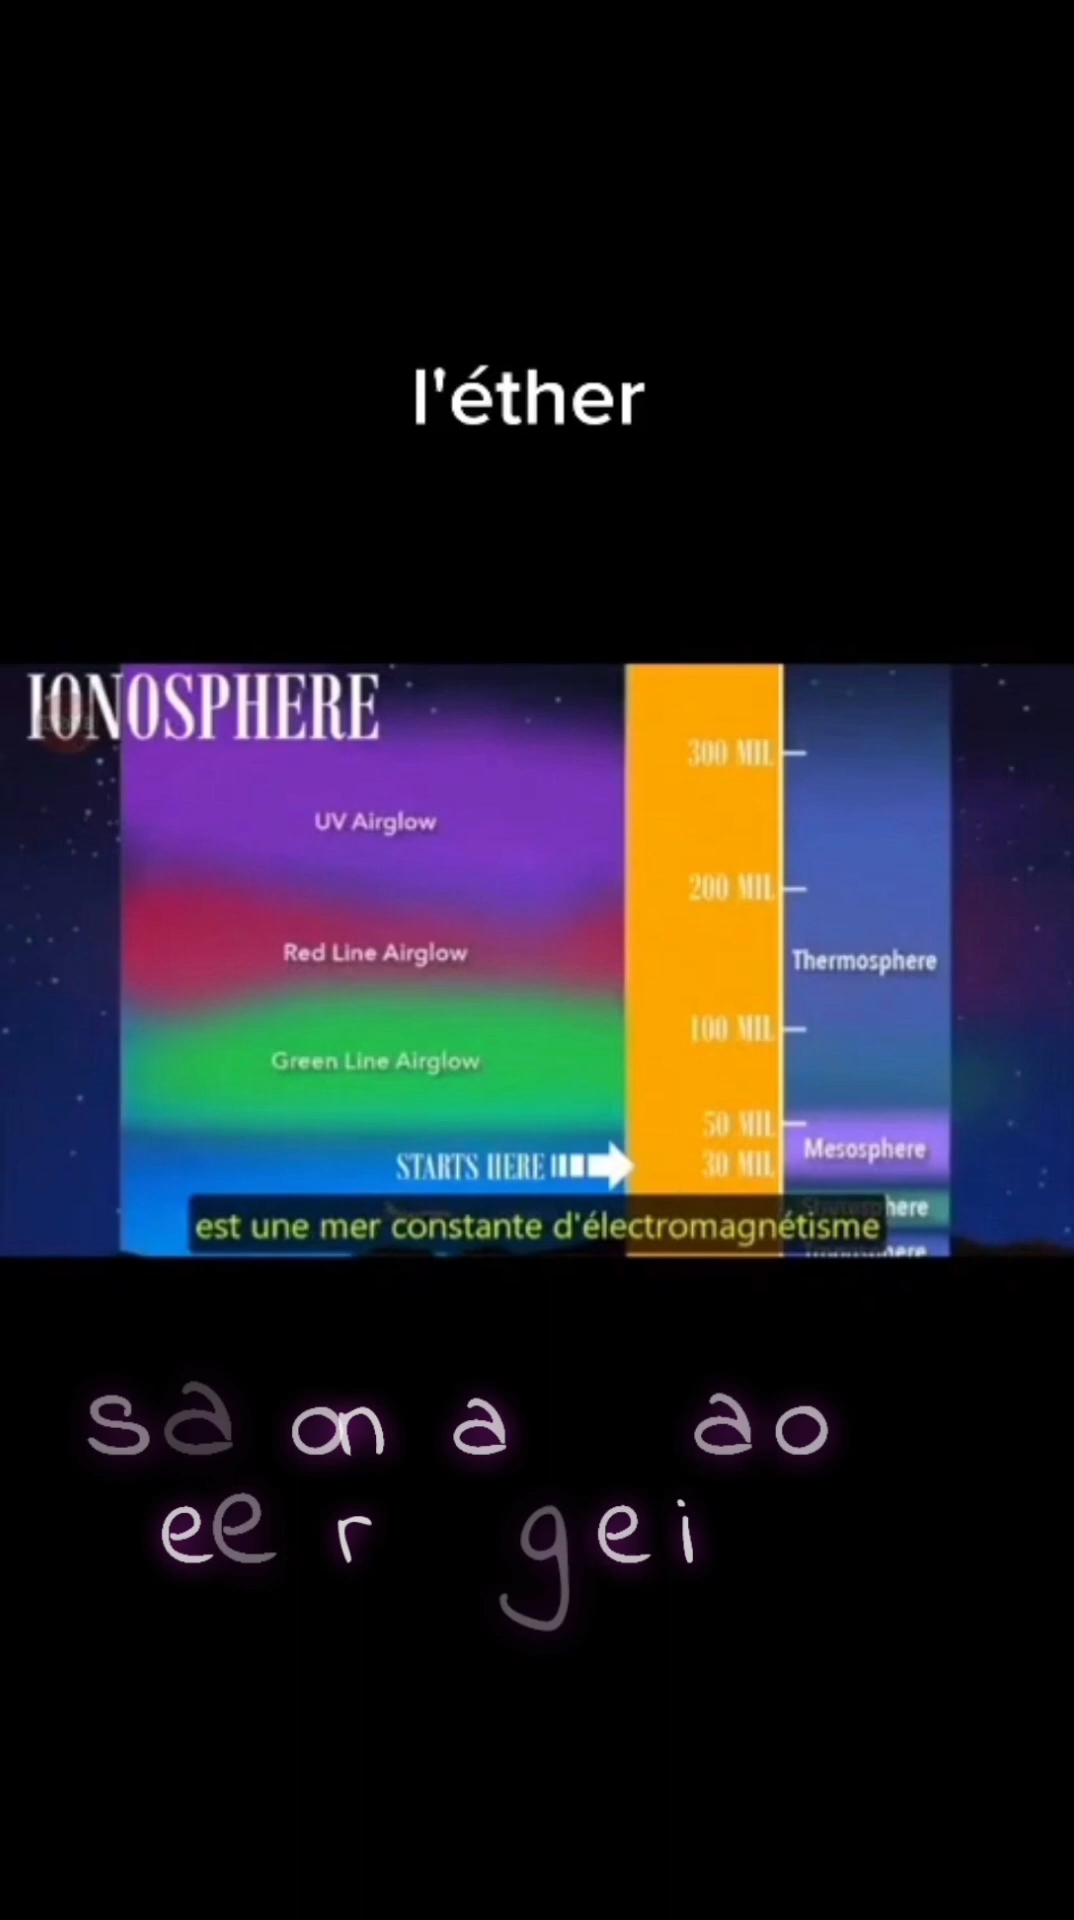 l'éther
IONOSPHERE
300 MIL
UV Airglow
200 MIL
Red Line Airglow
Thermosphere
100 MIL
Green Line Airglow
50 MIL
Mesosphere
STARTS HERE
30 MIL
est une mer constante d'électromagnétisme
sa on a ao
ee r gei